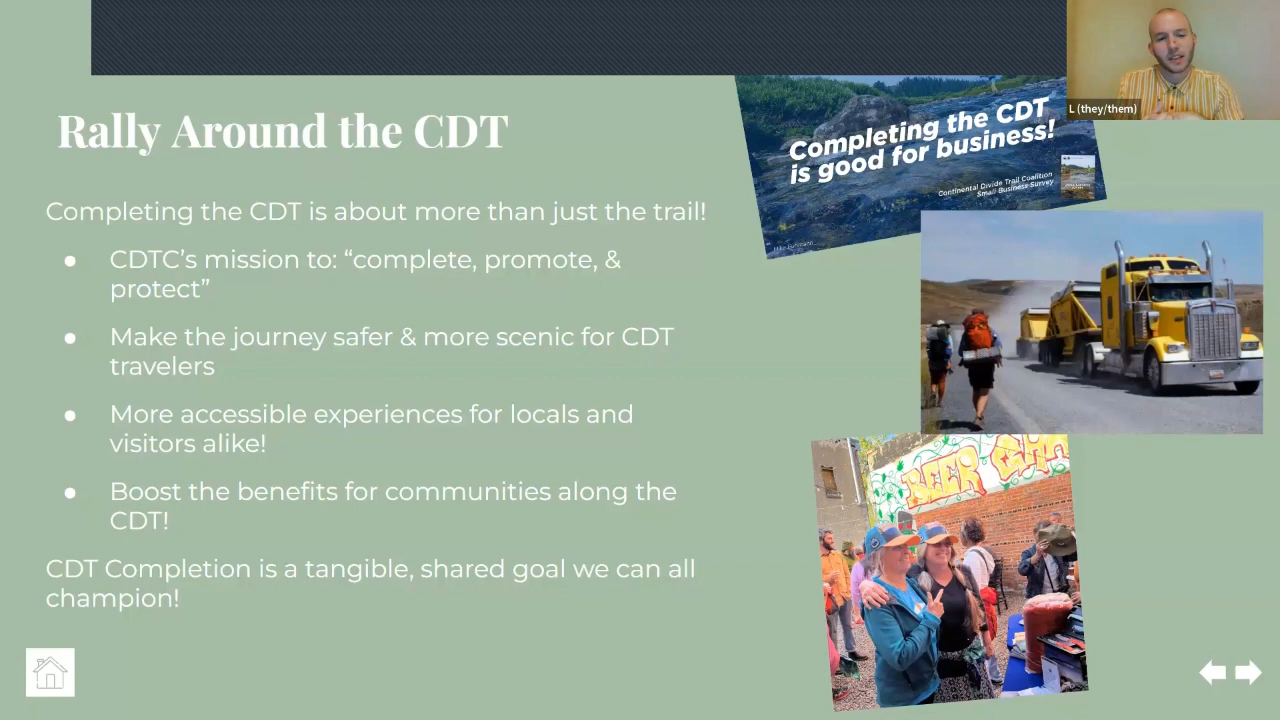 L (they/them)
Rally Around the CDT
Completing the CDT is about more than just the trail!
● CDTC's mission to: “complete, promote, &
protect”
● Make the journey safer & more scenic for CDT
travelers
● More accessible experiences for locals and
visitors alike!
● Boost the benefits for communities along the
CDT!
CDT Completion is a tangible, shared goal we can all
champion!
Completing the CDT
is good for business!
Continental Divide Trail Coalition
Small Business Survey
BEER